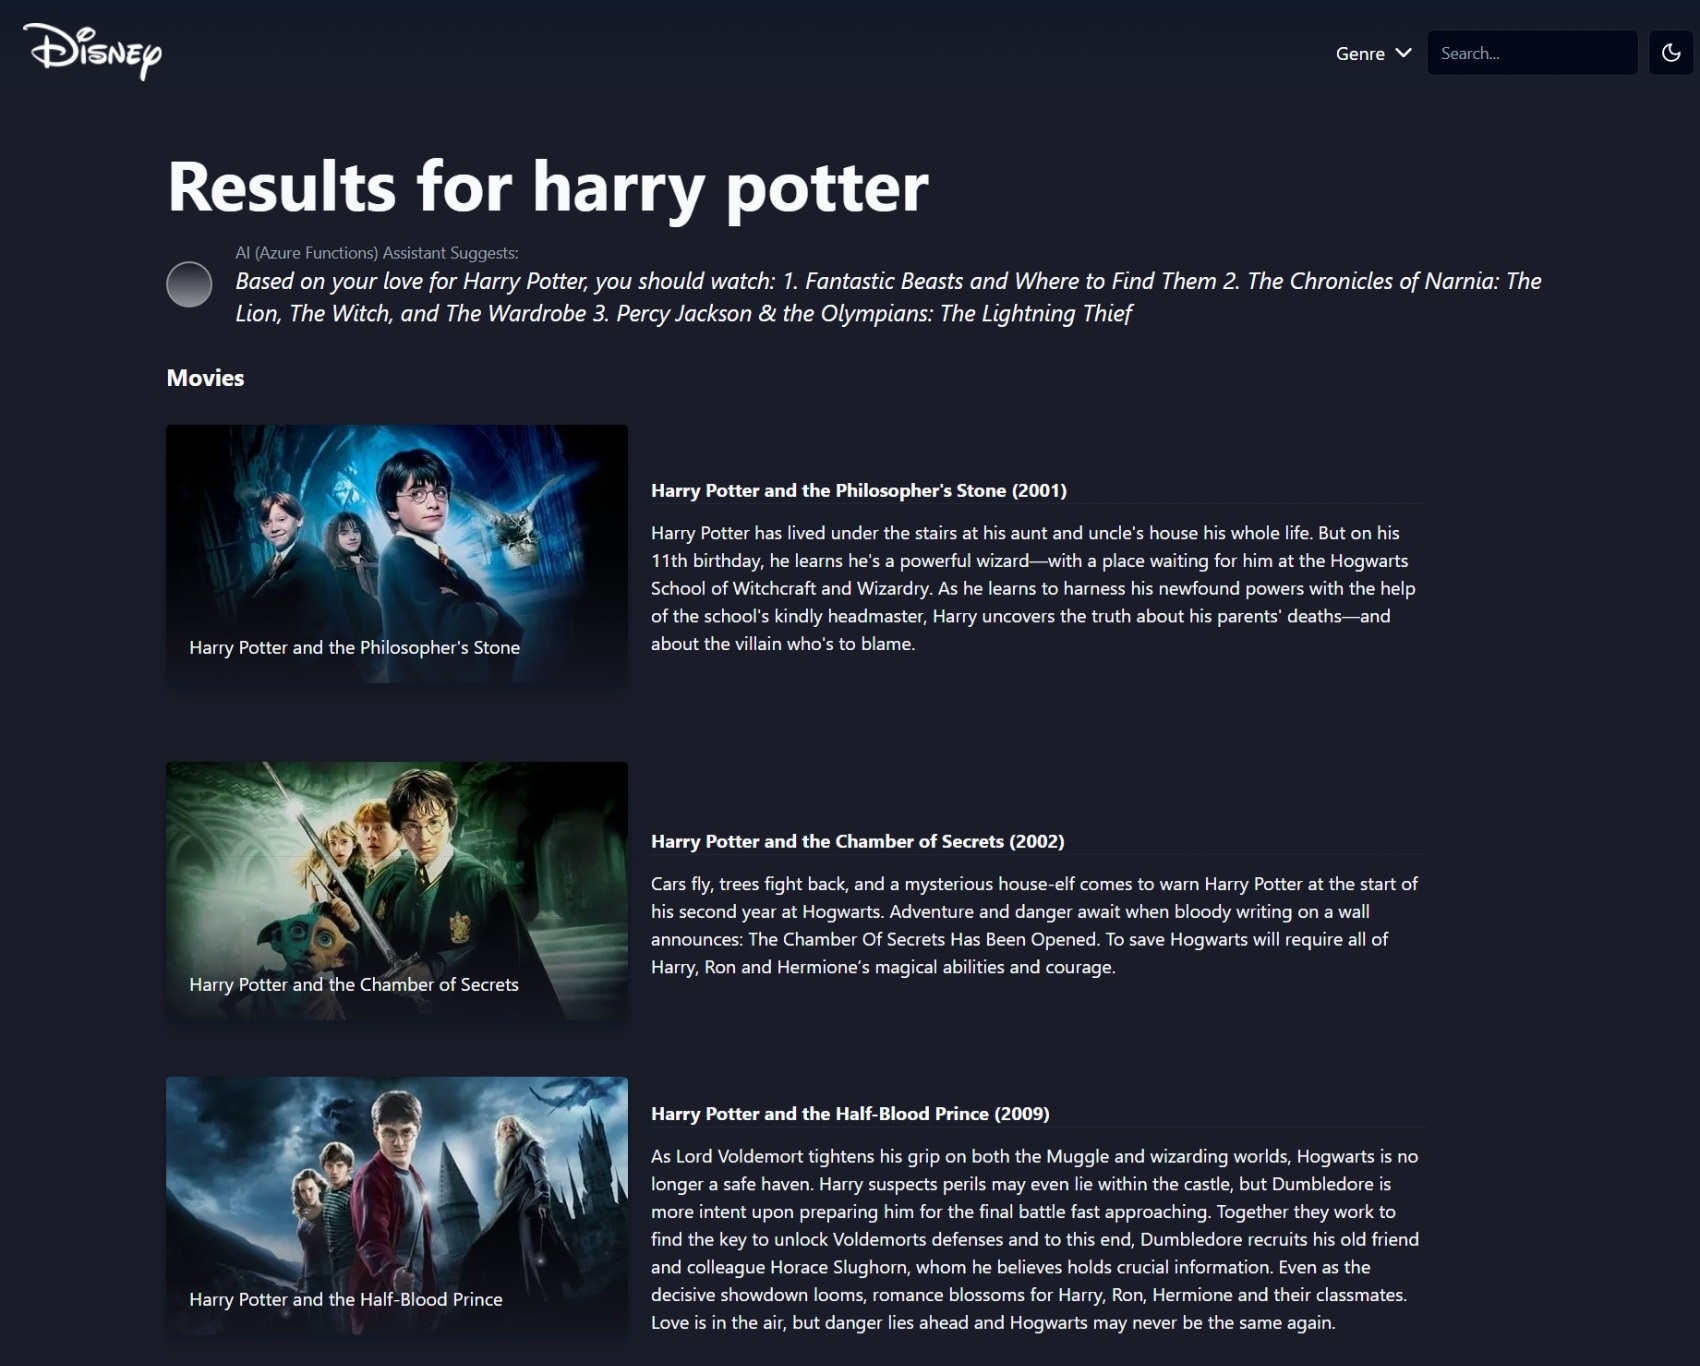 Disney
Genre
Search...
Results for harry potter
AI (Azure Functions) Assistant Suggests:
Based on your love for Harry Potter, you should watch: 1. Fantastic Beasts and Where to Find Them 2. The Chronicles of Narnia: The
Lion, The Witch, and The Wardrobe 3. Percy Jackson & the Olympians: The Lightning Thief
Movies
Harry Potter and the Philosopher's Stone
Harry Potter and the Philosopher's Stone (2001)
Harry Potter has lived under the stairs at his aunt and uncle's house his whole life. But on his
11th birthday, he learns he's a powerful wizard—with a place waiting for him at the Hogwarts
School of Witchcraft and Wizardry. As he learns to harness his newfound powers with the help
of the school's kindly headmaster, Harry uncovers the truth about his parents' deaths—and
about the villain who's to blame.
Harry Potter and the Chamber of Secrets
Harry Potter and the Chamber of Secrets (2002)
Cars fly, trees fight back, and a mysterious house-elf comes to warn Harry Potter at the start of
his second year at Hogwarts. Adventure and danger await when bloody writing on a wall
announces: The Chamber Of Secrets Has Been Opened. To save Hogwarts will require all of
Harry, Ron and Hermione’s magical abilities and courage.
Harry Potter and the Half-Blood Prince
Harry Potter and the Half-Blood Prince (2009)
As Lord Voldemort tightens his grip on both the Muggle and wizarding worlds, Hogwarts is no
longer a safe haven. Harry suspects perils may even lie within the castle, but Dumbledore is
more intent upon preparing him for the final battle fast approaching. Together they work to
find the key to unlock Voldemorts defenses and to this end, Dumbledore recruits his old friend
and colleague Horace Slughorn, whom he believes holds crucial information. Even as the
decisive showdown looms, romance blossoms for Harry, Ron, Hermione and their classmates.
Love is in the air, but danger lies ahead and Hogwarts may never be the same again.